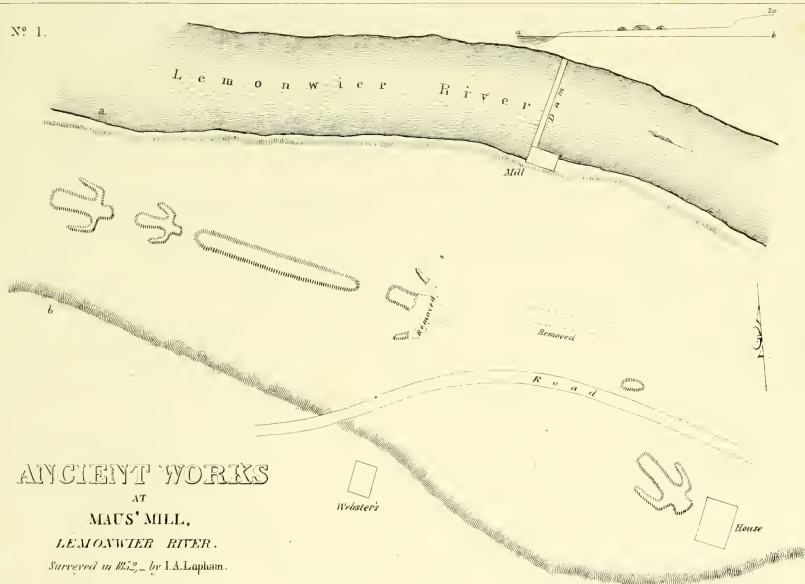 Nº 1.
20
a
b
Lemonwier River
Dam
a
Mill
b
Removed
Removed
Road
ANCIENT WORKS
AT
MAUS' MILL,
LEMONWIER RIVER.
Surveyed in 1852_ by I.A.Lapham.
Webster's
House